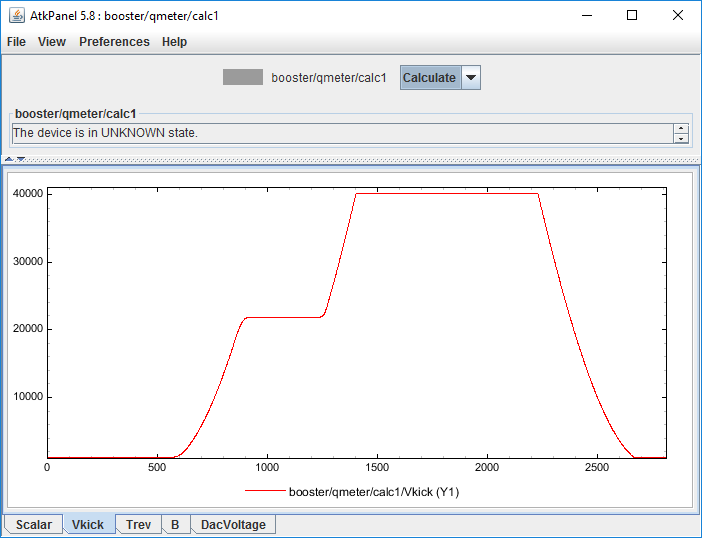 AtkPanel 5.8 : booster/qmeter/calc1
File View Preferences Help
booster/qmeter/calc1 Calculate
booster/qmeter/calc1
The device is in UNKNOWN state.
40000
30000
20000
10000
0 500 1000 1500 2000 2500
booster/qmeter/calc1/Vkick (Y1)
Scalar Vkick Trev B DacVoltage